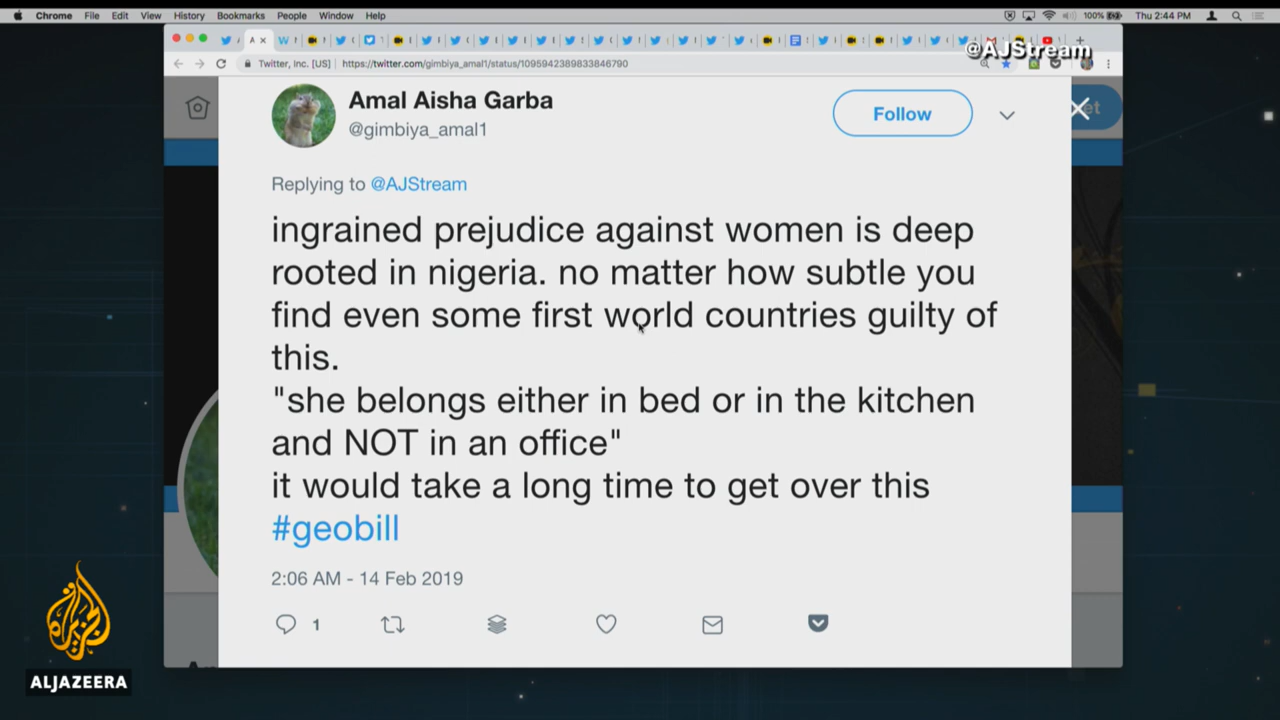 Chrome File Edit View History Bookmarks People Window Help
100%
Thu 2:44 PM
@AJStream
Twitter, Inc. [US]
https://twitter.com/gimbiya_amal1/status/1095942389833846790
Amal Aisha Garba
@gimbiya_amal1
Follow
Replying to @AJStream
ingrained prejudice against women is deep
rooted in nigeria. no matter how subtle you
find even some first world countries guilty of
this.
"she belongs either in bed or in the kitchen
and NOT in an office"
it would take a long time to get over this
#geobill
2:06 AM - 14 Feb 2019
1
ALJAZEERA